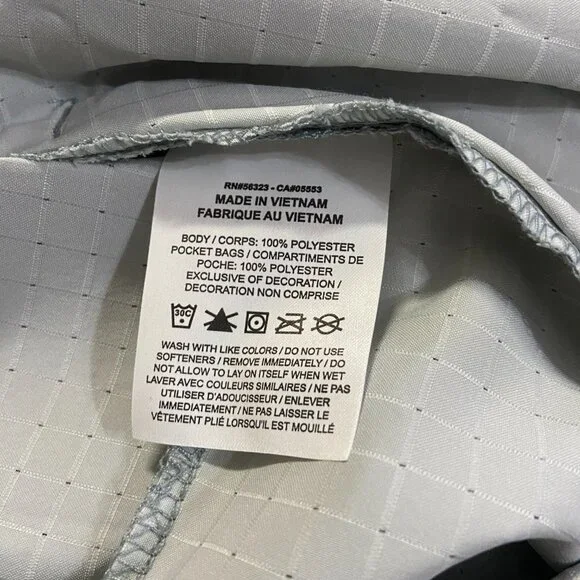 RN#56323 - CA#05553
MADE IN VIETNAM
FABRIQUE AU VIETNAM
BODY / CORPS: 100% POLYESTER
POCKET BAGS / COMPARTIMENTS DE
POCHE: 100% POLYESTER
EXCLUSIVE OF DECORATION /
DECORATION NON COMPRISE
30C
WASH WITH LIKE COLORS / DO NOT USE
SOFTENERS / REMOVE IMMEDIATELY / DO
NOT ALLOW TO LAY ON ITSELF WHEN WET
LAVER AVEC COULEURS SIMILAIRES / NE PAS
UTILISER D'ADOUCISSEUR / ENLEVER
IMMÉDIATEMENT / NE PAS LAISSER LE
VÊTEMENT PLIÉ LORSQU'IL EST MOUILLÉ